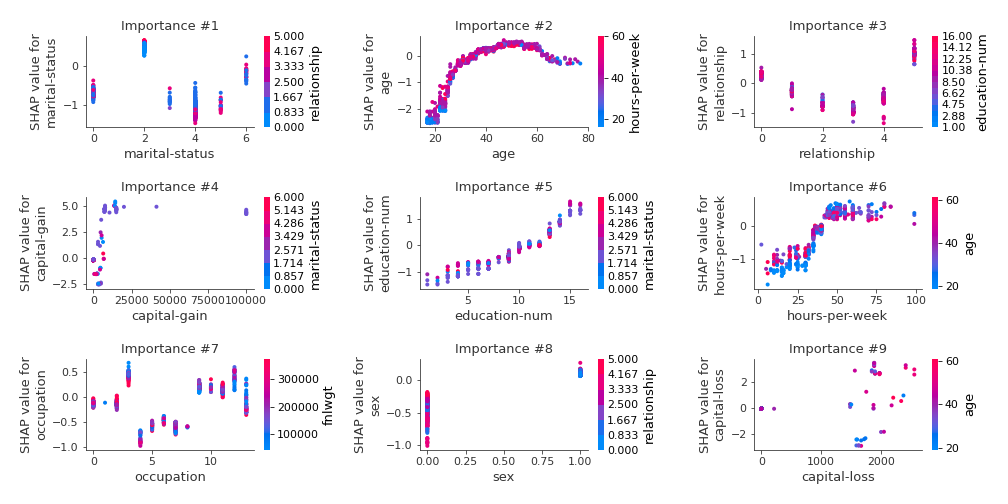 Importance #1
SHAP value for
marital-status
0
−1
0
2
4
6
marital-status
5.000
4.167
3.333
2.500
1.667
0.833
0.000
relationship
Importance #2
SHAP value for
age
0
−1
−2
20
40
60
80
age
60
40
20
hours-per-week
Importance #3
SHAP value for
relationship
1
0
−1
0
2
4
relationship
16.00
14.12
12.25
10.38
8.50
6.62
4.75
2.88
1.00
education-num
Importance #4
SHAP value for
capital-gain
5.0
2.5
0.0
−2.5
0
25000
50000
75000
100000
capital-gain
6.000
5.143
4.286
3.429
2.571
1.714
0.857
0.000
marital-status
Importance #5
SHAP value for
education-num
1
0
−1
5
10
15
education-num
6.000
5.143
4.286
3.429
2.571
1.714
0.857
0.000
marital-status
Importance #6
SHAP value for
hours-per-week
0
−1
0
25
50
75
100
hours-per-week
60
40
20
age
Importance #7
SHAP value for
occupation
0.5
0.0
−0.5
−1.0
0
5
10
occupation
300000
200000
100000
fnlwgt
Importance #8
SHAP value for
sex
0.0
−0.5
−1.0
0.00
0.25
0.50
0.75
1.00
sex
5.000
4.167
3.333
2.500
1.667
0.833
0.000
relationship
Importance #9
SHAP value for
capital-loss
2
0
−2
0
1000
2000
capital-loss
60
40
20
age